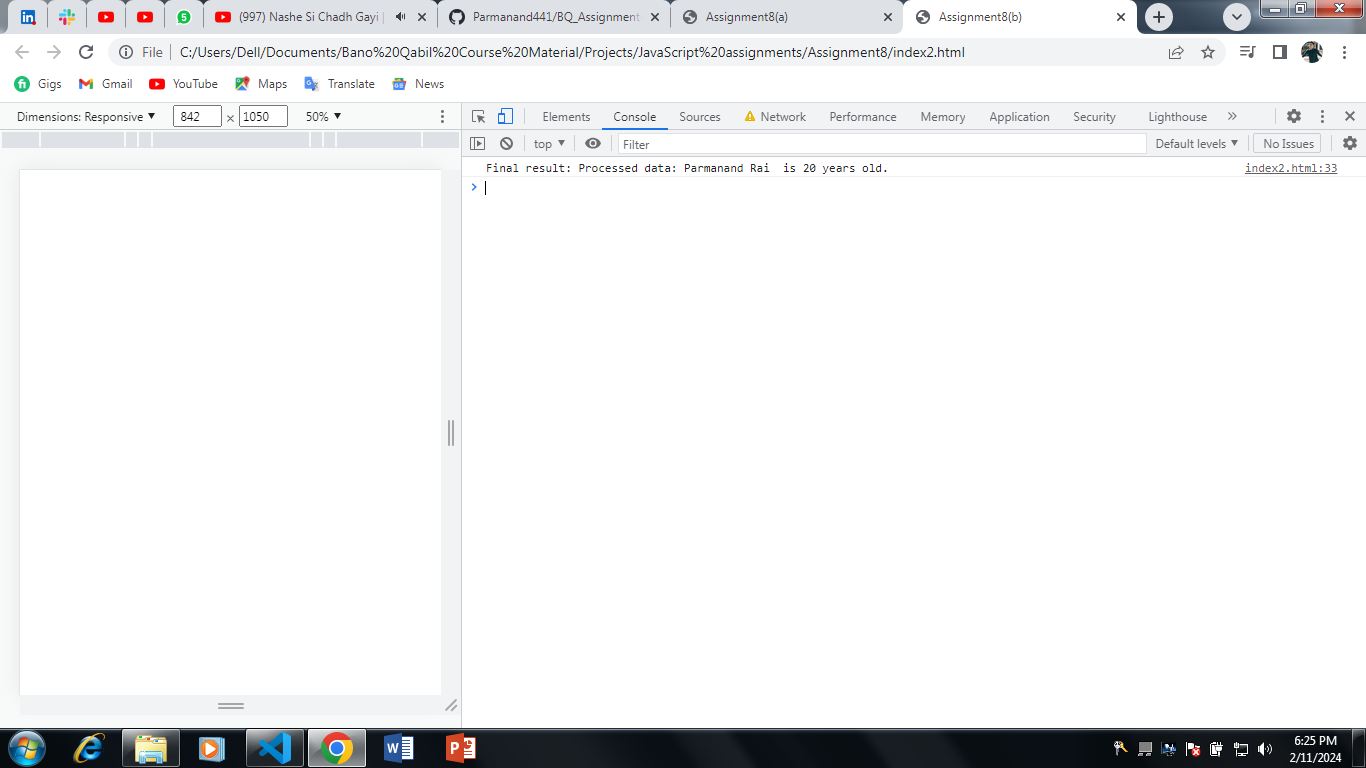 (997) Nashe Si Chadh Gayi |
Parmanand441/BQ_Assignment
Assignment8(a)
Assignment8(b)
File
C:/Users/Dell/Documents/Bano%20Qabil%20Course%20Material/Projects/JavaScript%20assignments/Assignment8/index2.html
Gigs Gmail YouTube Maps Translate News
Dimensions: Responsive ▼ 842 × 1050 50% ▼
Elements Console Sources Network Performance Memory Application Security Lighthouse »
top ▼ Filter Default levels ▼ No Issues
Final result: Processed data: Parmanand Rai  is 20 years old. index2.html:33
>
6:25 PM
2/11/2024